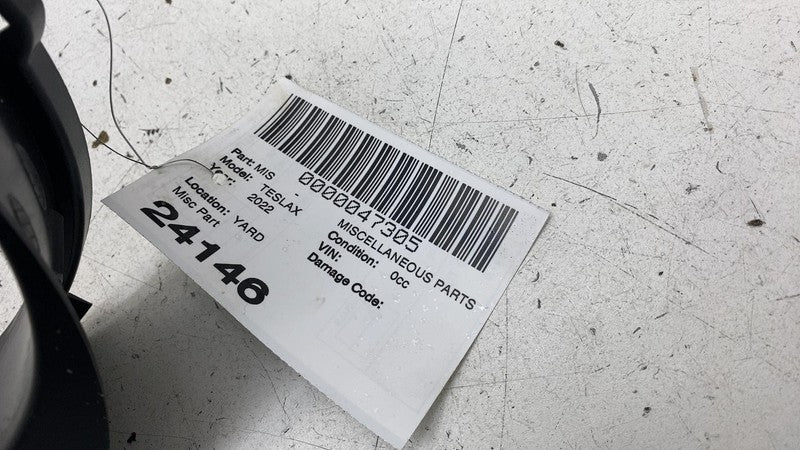 0000047305
Part: MIS - MISCELLANEOUS PARTS
Model: TESLAX Condition: 0cc
Year: 2022 VIN:
Damage Code:
Location: YARD
Misc Part
24146